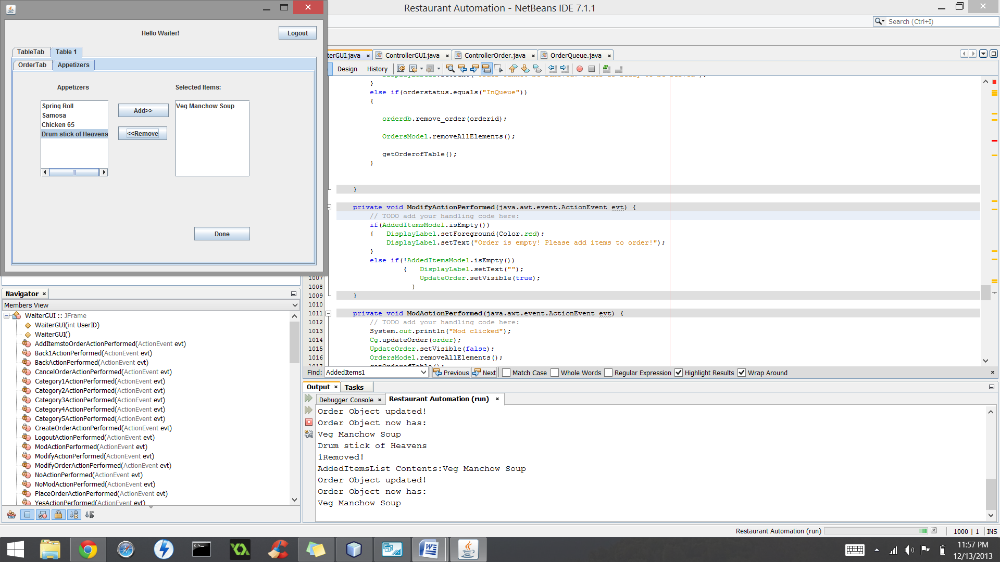 Restaurant Automation - NetBeans IDE 7.1.1
Search (Ctrl+I)
Hello Waiter!
Logout
TableTab
Table 1
OrderTab
Appetizers
Appetizers
Selected Items:
Spring Roll
Samosa
Chicken 65
Drum stick of Heavens
Add>>
<<Remove
Veg Manchow Soup
Done
terGUI.java
ControllerGUI.java
ControllerOrder.java
OrderQueue.java
Design
History
}
else if(orderstatus.equals("InQueue"))
{
orderdb.remove_order(orderid);
OrdersModel.removeAllElements();
getOrderofTable();
}
}
private void ModifyActionPerformed(java.awt.event.ActionEvent evt) {
// TODO add your handling code here:
if(AddedItemsModel.isEmpty())
{ DisplayLabel.setForeground(Color.red);
DisplayLabel.setText("Order is empty! Please add items to order!");
}
else if(!AddedItemsModel.isEmpty())
{ DisplayLabel.setText("");
1007 UpdateOrder.setVisible(true);
1008 }
1009 }
1010
1011 private void ModActionPerformed(java.awt.event.ActionEvent evt) {
1012 // TODO add your handling code here:
1013 System.out.println("Mod clicked");
1014 Cg.updateOrder(order);
1015 UpdateOrder.setVisible(false);
1016 OrdersModel.removeAllElements();
1017 getOrderofTable();
Find: AddedItems1
Previous
Next
Match Case
Whole Words
Regular Expression
Highlight Results
Wrap Around
Navigator
Members View
WaiterGUI :: JFrame
WaiterGUI(int UserID)
WaiterGUI()
AddItemstoOrderActionPerformed(ActionEvent evt)
Back1ActionPerformed(ActionEvent evt)
BackActionPerformed(ActionEvent evt)
CancelOrderActionPerformed(ActionEvent evt)
Category1ActionPerformed(ActionEvent evt)
Category2ActionPerformed(ActionEvent evt)
Category3ActionPerformed(ActionEvent evt)
Category4ActionPerformed(ActionEvent evt)
Category5ActionPerformed(ActionEvent evt)
CreateOrderActionPerformed(ActionEvent evt)
LogoutActionPerformed(ActionEvent evt)
ModActionPerformed(ActionEvent evt)
ModifyActionPerformed(ActionEvent evt)
ModifyOrderActionPerformed(ActionEvent evt)
NoActionPerformed(ActionEvent evt)
NoModActionPerformed(ActionEvent evt)
PlaceOrderActionPerformed(ActionEvent evt)
YesActionPerformed(ActionEvent evt)
Output
Tasks
Debugger Console
Restaurant Automation (run)
Order Object updated!
Order Object now has:
Veg Manchow Soup
Drum stick of Heavens
1Removed!
AddedItemsList Contents:Veg Manchow Soup
Order Object updated!
Order Object now has:
Veg Manchow Soup
Restaurant Automation (run)
1000 | 1
INS
11:57 PM
12/13/2013